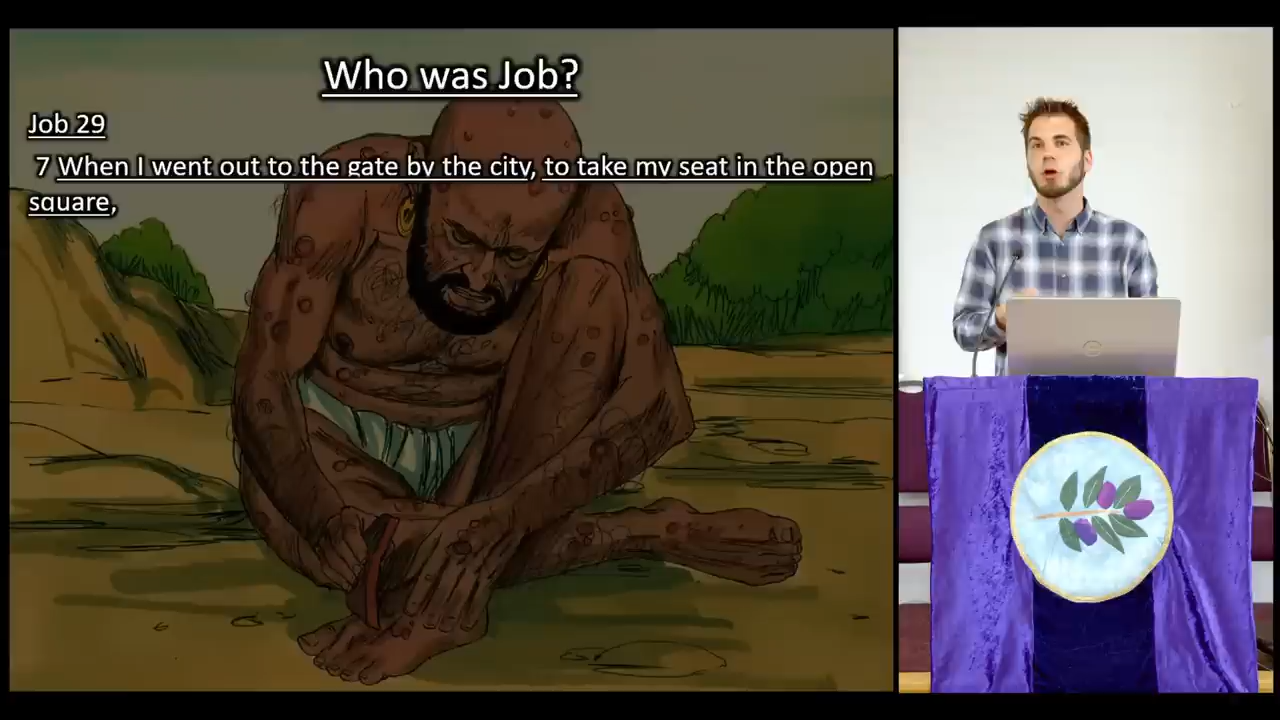 Who was Job?
Job 29
7 When I went out to the gate by the city, to take my seat in the open
square,